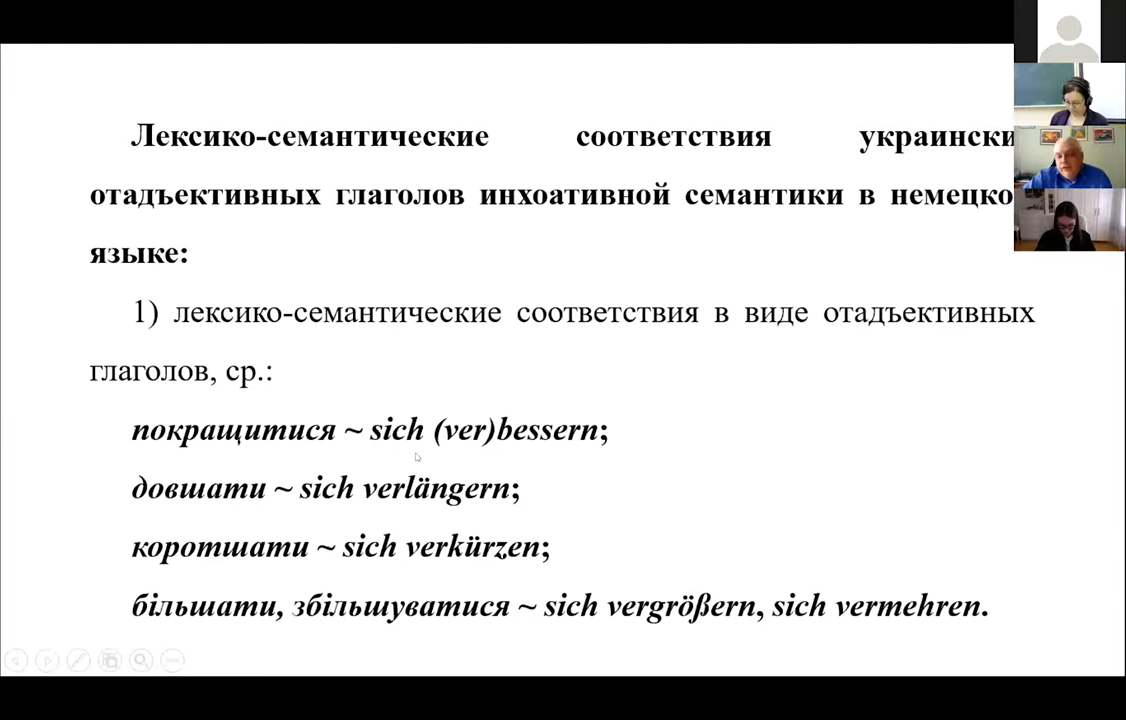 Лексико-семантические соответствия украински
отадъективных глаголов инхоативной семантики в немецко
языке:
1) лексико-семантические соответствия в виде отадъективных
глаголов, ср.:
покращитися ~ sich (ver)bessern;
довшати ~ sich verlängern;
коротшати ~ sich verkürzen;
більшати, збільшуватися ~ sich vergrößern, sich vermehren.